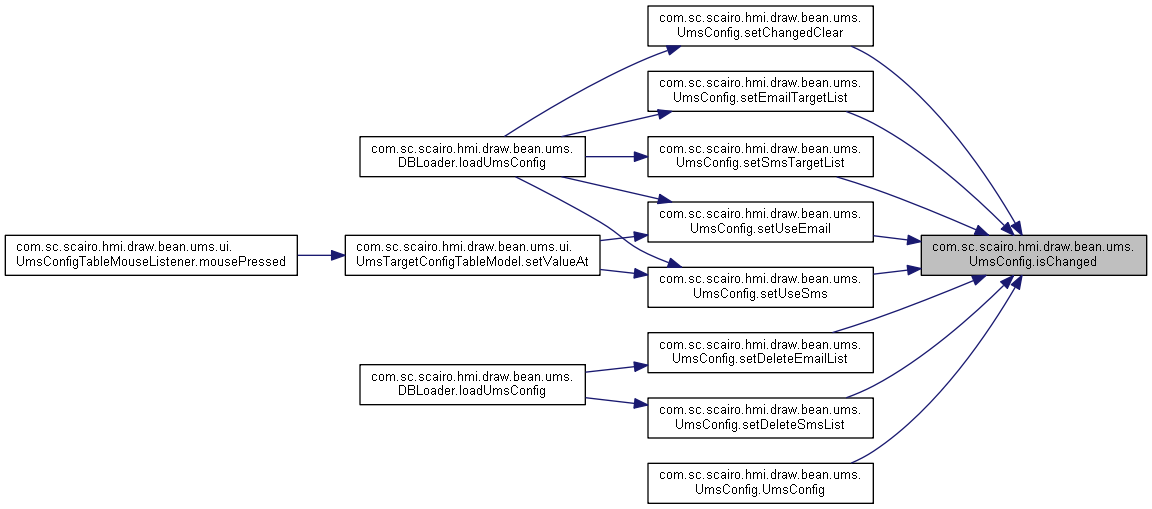 com.sc.scairo.hmi.draw.bean.ums.
UmsConfig.setChangedClear
com.sc.scairo.hmi.draw.bean.ums.
UmsConfig.setEmailTargetList
com.sc.scairo.hmi.draw.bean.ums.
DBLoader.loadUmsConfig
com.sc.scairo.hmi.draw.bean.ums.
UmsConfig.setSmsTargetList
com.sc.scairo.hmi.draw.bean.ums.
UmsConfig.setUseEmail
com.sc.scairo.hmi.draw.bean.ums.ui.
UmsConfigTableMouseListener.mousePressed
com.sc.scairo.hmi.draw.bean.ums.ui.
UmsTargetConfigTableModel.setValueAt
com.sc.scairo.hmi.draw.bean.ums.
UmsConfig.isChanged
com.sc.scairo.hmi.draw.bean.ums.
UmsConfig.setUseSms
com.sc.scairo.hmi.draw.bean.ums.
UmsConfig.setDeleteEmailList
com.sc.scairo.hmi.draw.bean.ums.
DBLoader.loadUmsConfig
com.sc.scairo.hmi.draw.bean.ums.
UmsConfig.setDeleteSmsList
com.sc.scairo.hmi.draw.bean.ums.
UmsConfig.UmsConfig